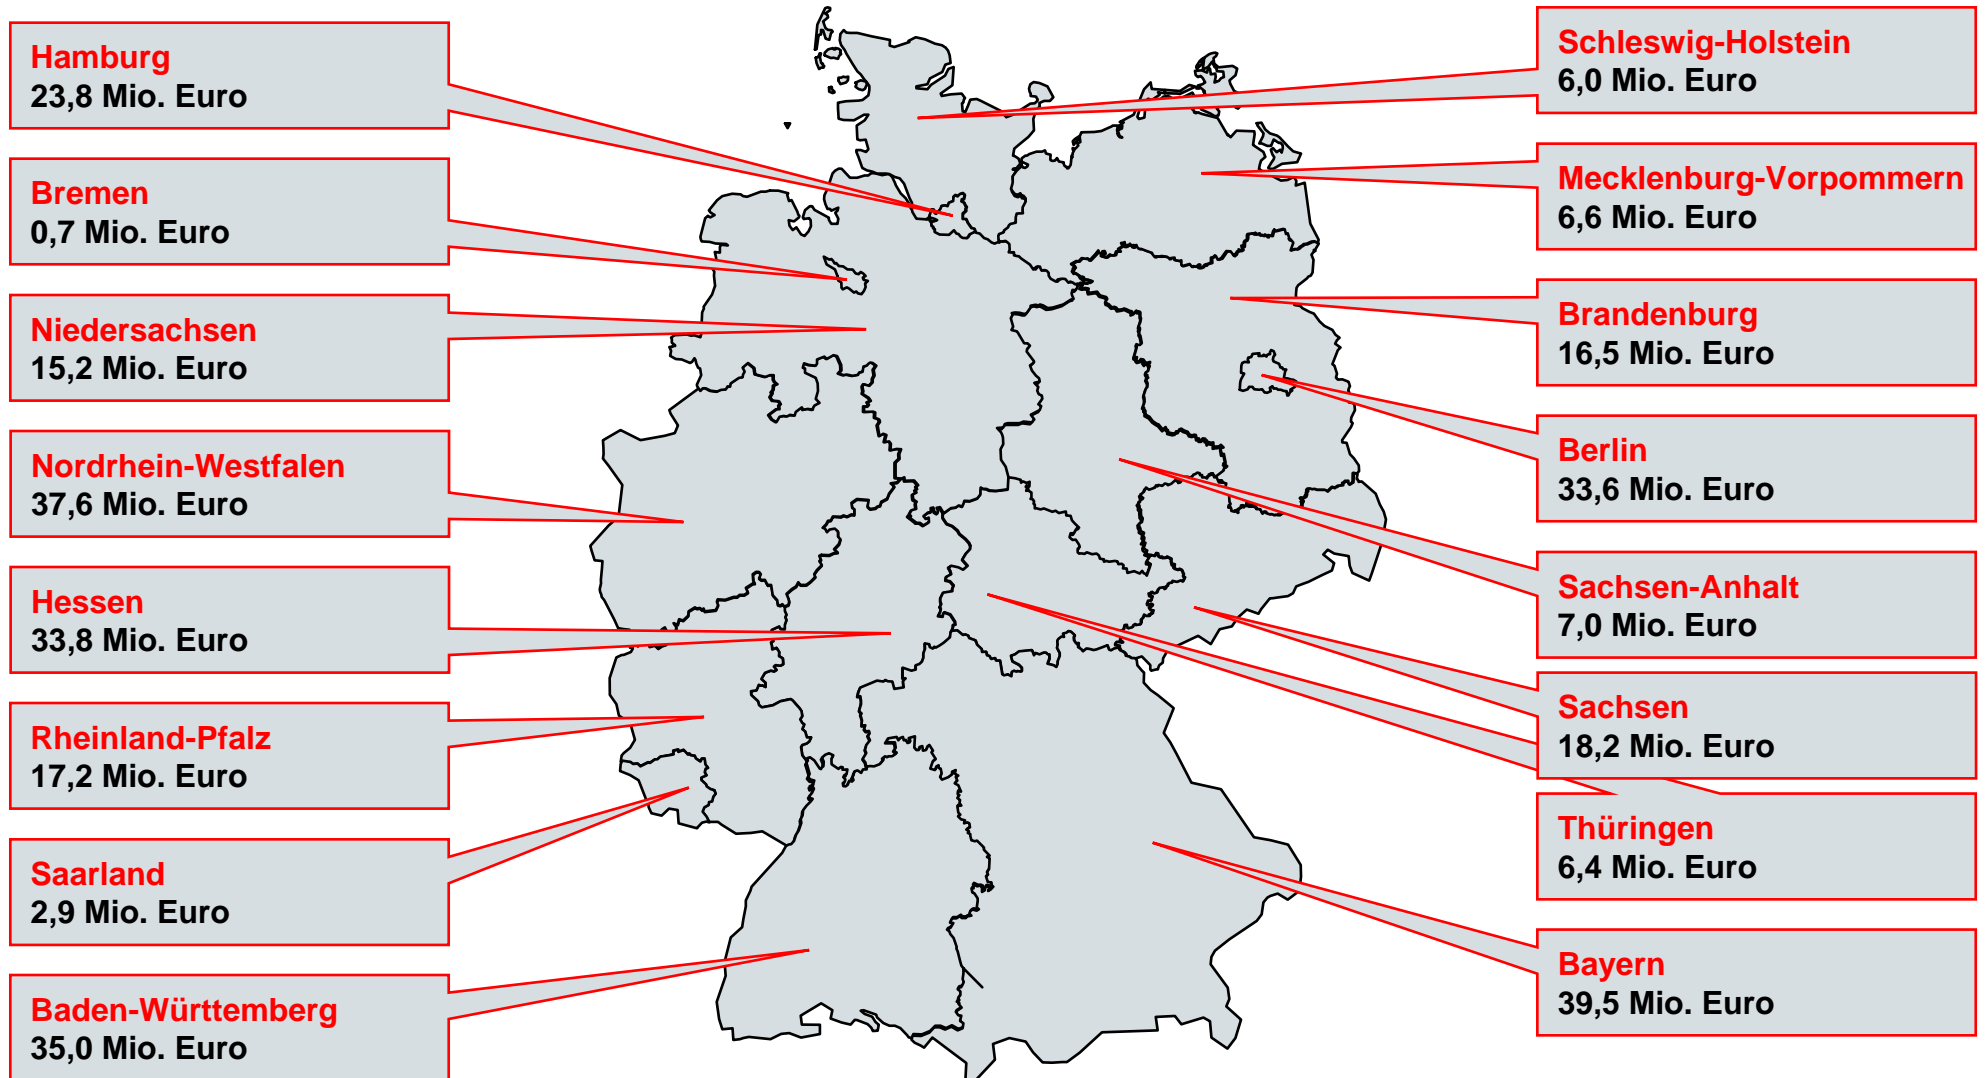 Hamburg
23,8 Mio. Euro
Bremen
0,7 Mio. Euro
Niedersachsen
15,2 Mio. Euro
Nordrhein-Westfalen
37,6 Mio. Euro
Hessen
33,8 Mio. Euro
Rheinland-Pfalz
17,2 Mio. Euro
Saarland
2,9 Mio. Euro
Baden-Württemberg
35,0 Mio. Euro
Schleswig-Holstein
6,0 Mio. Euro
Mecklenburg-Vorpommern
6,6 Mio. Euro
Brandenburg
16,5 Mio. Euro
Berlin
33,6 Mio. Euro
Sachsen-Anhalt
7,0 Mio. Euro
Sachsen
18,2 Mio. Euro
Thüringen
6,4 Mio. Euro
Bayern
39,5 Mio. Euro